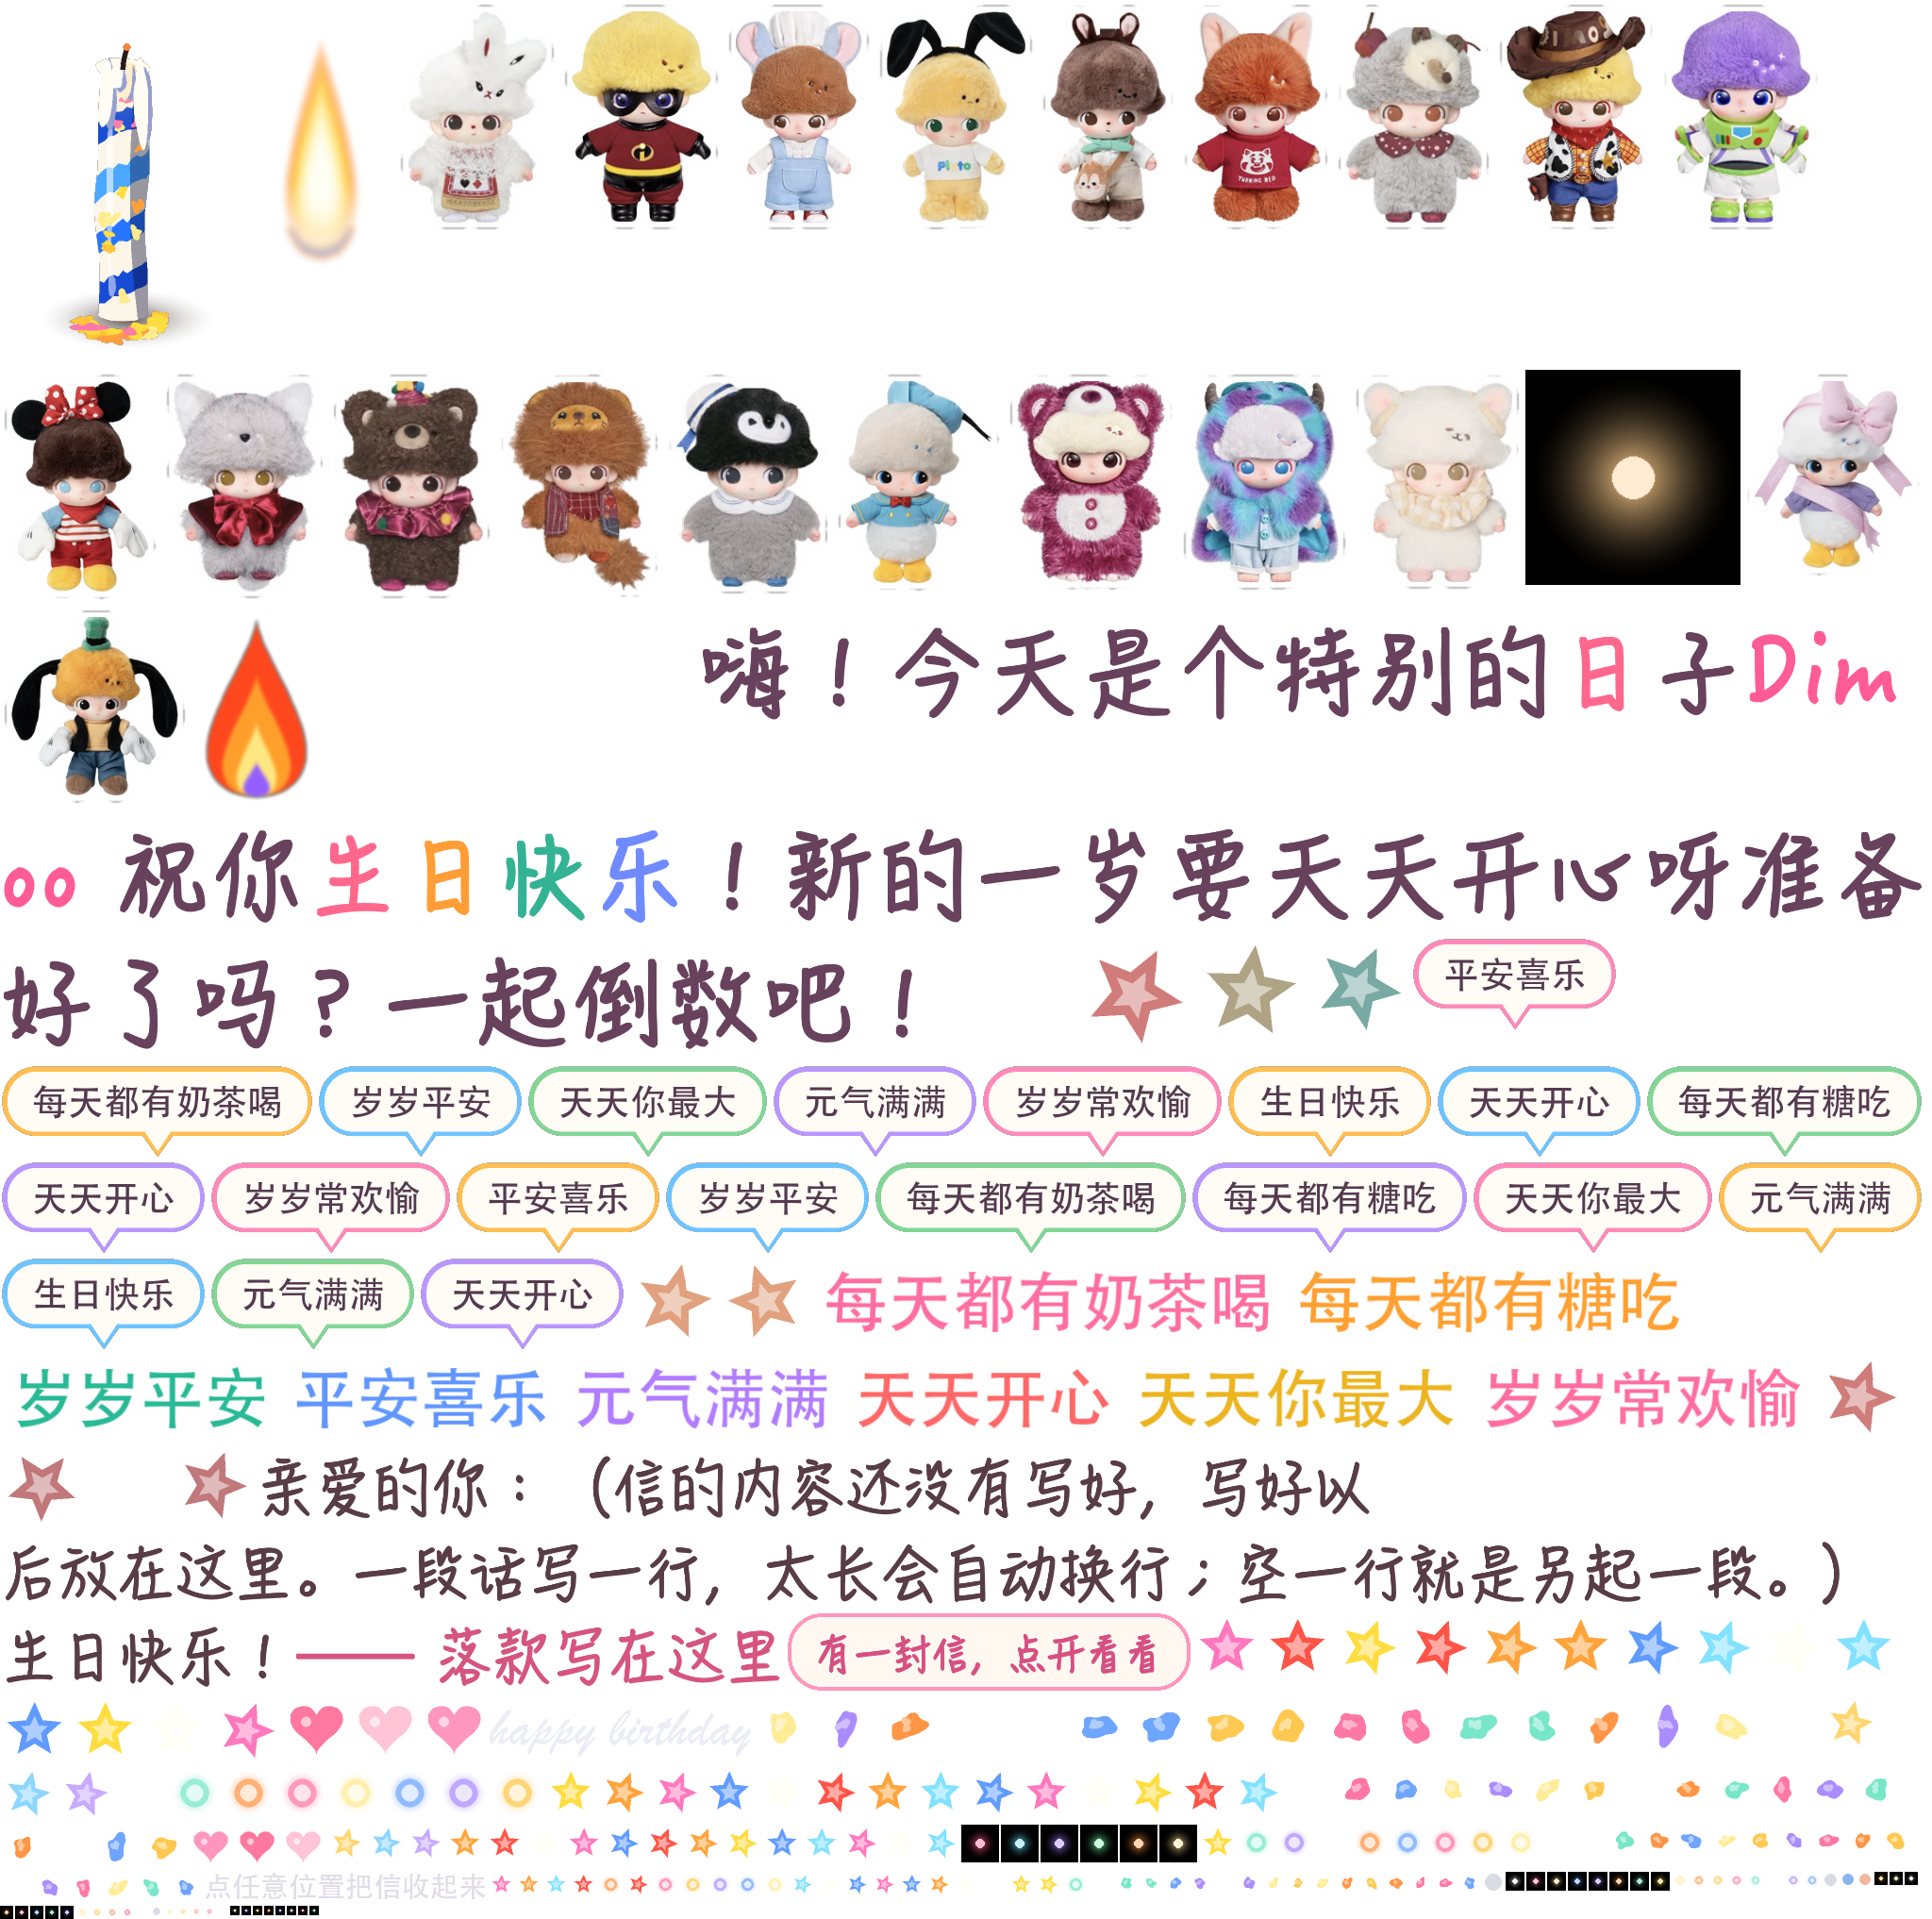 Pluto
TURNING RED
嗨！今天是个特别的日子Dim
oo 祝你生日快乐！新的一岁要天天开心呀准备
好了吗？一起倒数吧！ 平安喜乐
每天都有奶茶喝 岁岁平安 天天你最大 元气满满 岁岁常欢愉 生日快乐 天天开心 每天都有糖吃
天天开心 岁岁常欢愉 平安喜乐 岁岁平安 每天都有奶茶喝 每天都有糖吃 天天你最大 元气满满
生日快乐 元气满满 天天开心 每天都有奶茶喝 每天都有糖吃
岁岁平安 平安喜乐 元气满满 天天开心 天天你最大 岁岁常欢愉
亲爱的你：（信的内容还没有写好，写好以
后放在这里。一段话写一行，太长会自动换行；空一行就是另起一段。）
生日快乐！—— 落款写在这里 有一封信，点开看看
happy birthday
点任意位置把信收起来